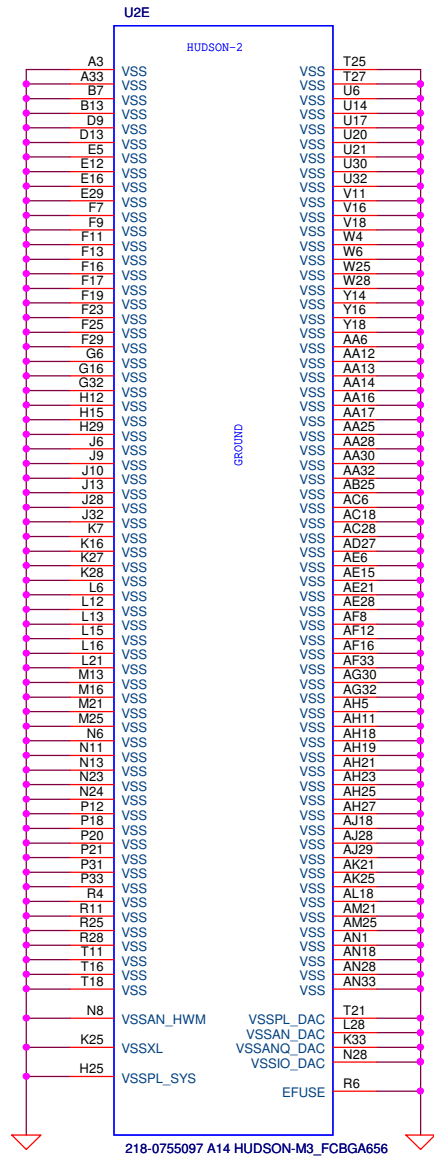 U2E
HUDSON-2
A3 VSS VSS T25
A33 VSS VSS T27
B7 VSS VSS U6
B13 VSS VSS U14
D9 VSS VSS U17
D13 VSS VSS U20
E5 VSS VSS U21
E12 VSS VSS U30
E16 VSS VSS U32
E29 VSS VSS V11
F7 VSS VSS V16
F9 VSS VSS V18
F11 VSS VSS W4
F13 VSS VSS W6
F16 VSS VSS W25
F17 VSS VSS W28
F19 VSS VSS Y14
F23 VSS VSS Y16
F25 VSS VSS Y18
F29 VSS VSS AA6
G6 VSS VSS AA12
G16 VSS VSS AA13
G32 VSS VSS AA14
H12 VSS VSS AA16
H15 VSS VSS AA17
H29 VSS VSS AA25
J6 VSS VSS AA28
J9 VSS VSS AA30
J10 VSS VSS AA32
J13 VSS VSS AB25
J28 VSS VSS AC6
J32 VSS VSS AC18
K7 VSS VSS AC28
K16 VSS VSS AD27
K27 VSS VSS AE6
K28 VSS VSS AE15
L6 VSS VSS AE21
L12 VSS VSS AE28
L13 VSS VSS AF8
L15 VSS VSS AF12
L16 VSS VSS AF16
L21 VSS VSS AF33
M13 VSS VSS AG30
M16 VSS VSS AG32
M21 VSS VSS AH5
M25 VSS VSS AH11
N6 VSS VSS AH18
N11 VSS VSS AH19
N13 VSS VSS AH21
N23 VSS VSS AH23
N24 VSS VSS AH25
P12 VSS VSS AH27
P18 VSS VSS AJ18
P20 VSS VSS AJ28
P21 VSS VSS AJ29
P31 VSS VSS AK21
P33 VSS VSS AK25
R4 VSS VSS AL18
R11 VSS VSS AM21
R25 VSS VSS AM25
R28 VSS VSS AN1
T11 VSS VSS AN18
T16 VSS VSS AN28
T18 VSS VSS AN33
GROUND
N8 VSSAN_HWM VSSPL_DAC T21
VSSAN_DAC L28
K25 VSSXL VSSANQ_DAC K33
VSSIO_DAC N28
H25 VSSPL_SYS
EFUSE R6
218-0755097 A14 HUDSON-M3_FCBGA656